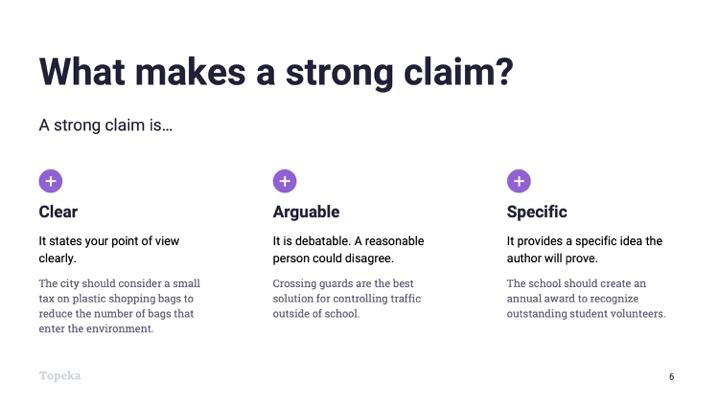 What makes a strong claim?
A strong claim is…
Clear
It states your point of view
clearly.
The city should consider a small
tax on plastic shopping bags to
reduce the number of bags that
enter the environment.
Arguable
It is debatable. A reasonable
person could disagree.
Crossing guards are the best
solution for controlling traffic
outside of school.
Specific
It provides a specific idea the
author will prove.
The school should create an
annual award to recognize
outstanding student volunteers.
Topeka
6